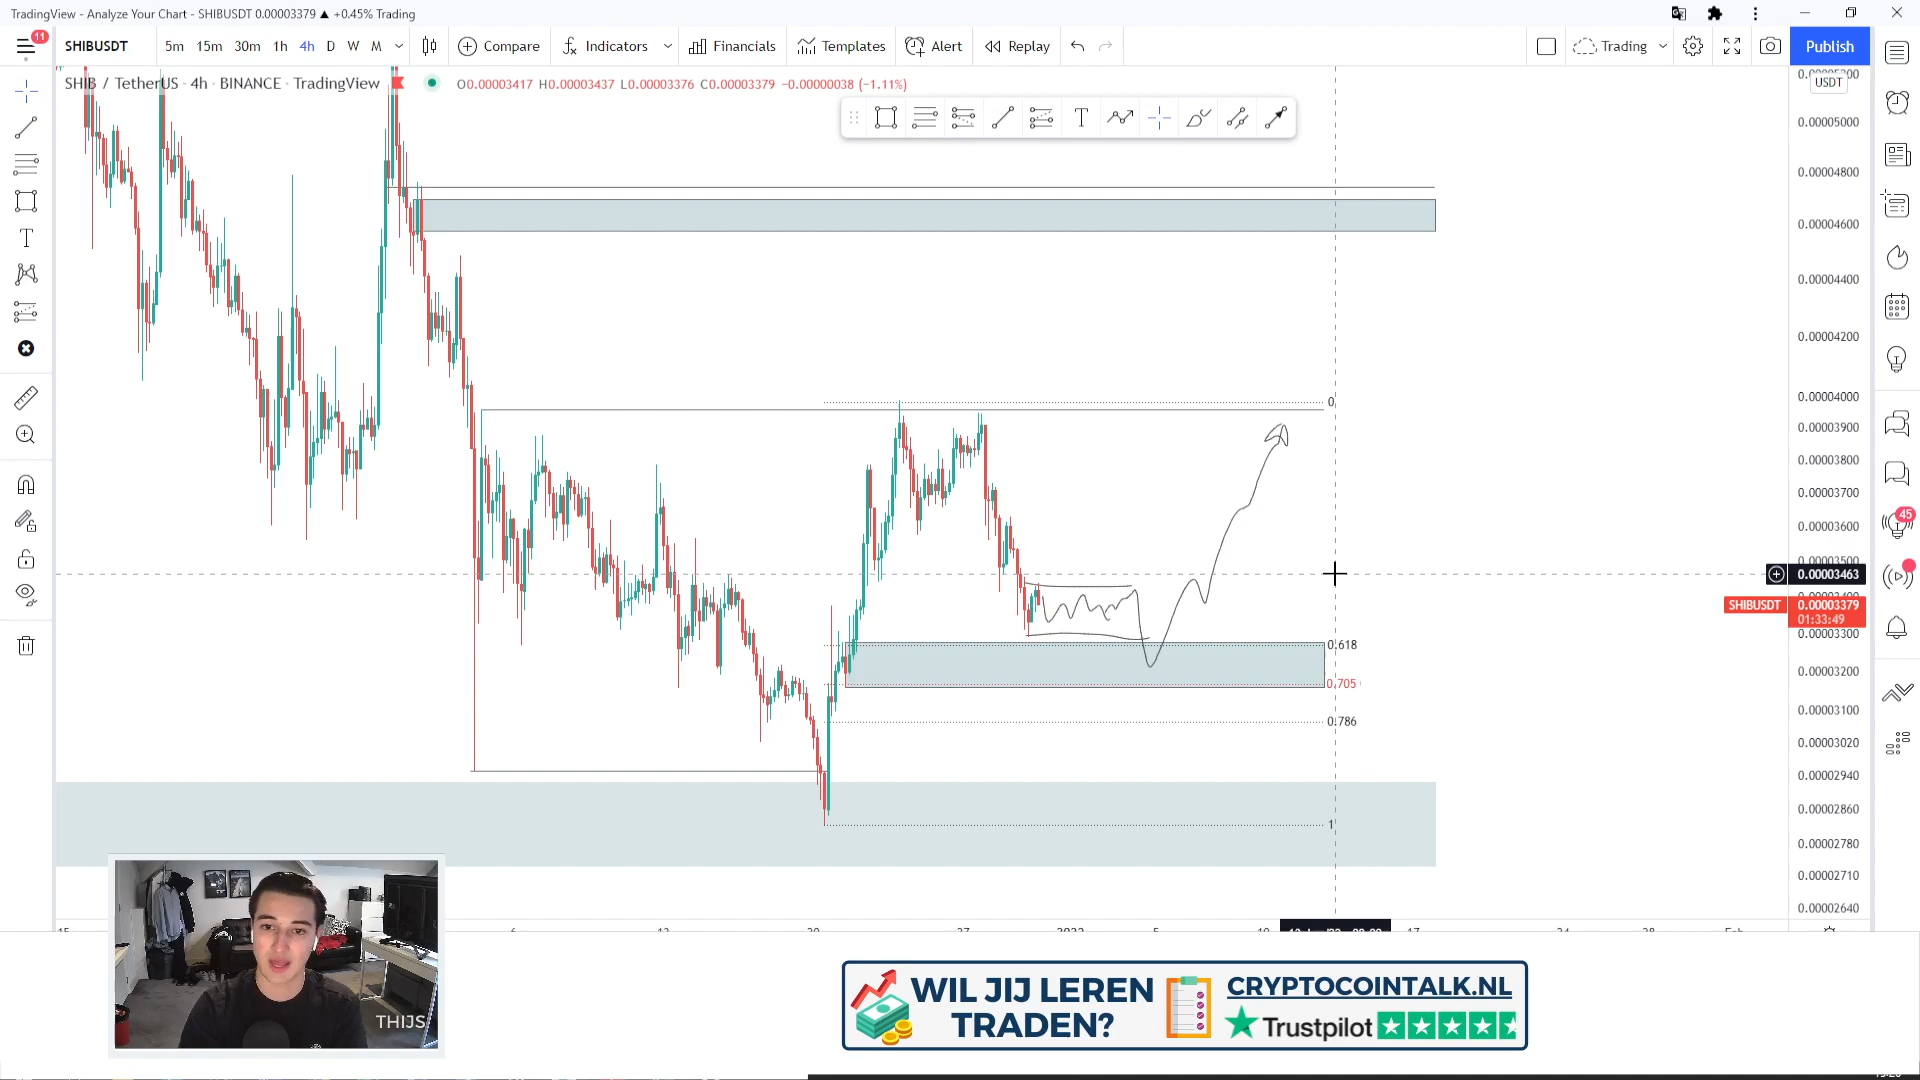 TradingView - Analyze Your Chart - SHIBUSDT 0.00003379 ▲ +0.45% Trading
11
SHIBUSDT 5m 15m 30m 1h 4h D W M Compare Indicators Financials Templates Alert Replay Trading Publish
SHIB / TetherUS · 4h · BINANCE · TradingView O0.00003417 H0.00003437 L0.00003376 C0.00003379 −0.00000038 (−1.11%)
USDT
T
0.00005000
0.00004800
0.00004600
0.00004400
0.00004200
0.00004000
0.00003900
0.00003800
0.00003700
0.00003600
0.00003500
0.00003463
SHIBUSDT 0.00003379
01:33:49
0.00003300
0.00003200
0.00003100
0.00003020
0.00002940
0.00002860
0.00002780
0.00002710
0.00002640
0
0.618
0.705
0.786
1
45
THIJS
WIL JIJ LEREN
TRADEN?
CRYPTOCOINTALK.NL
Trustpilot